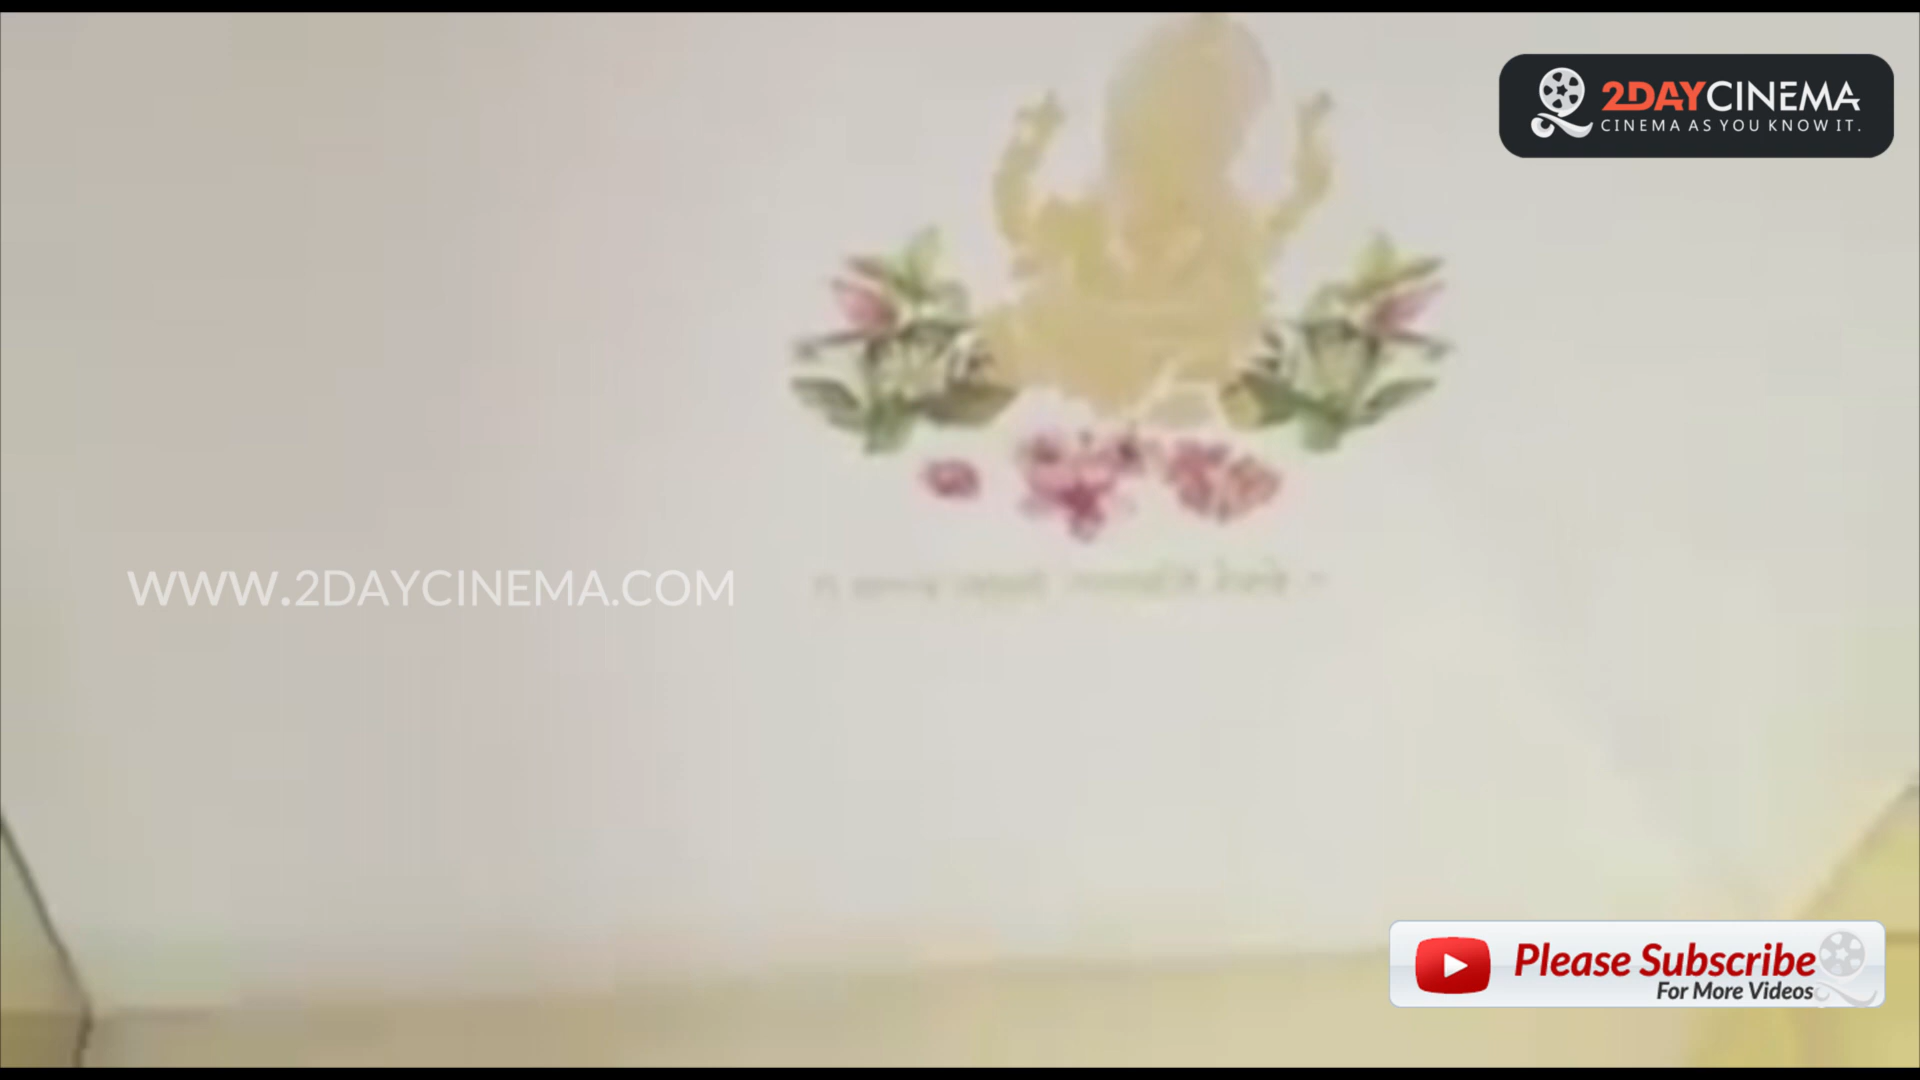 2DAYCINEMA
CINEMA AS YOU KNOW IT.
WWW.2DAYCINEMA.COM
Please Subscribe
For More Videos